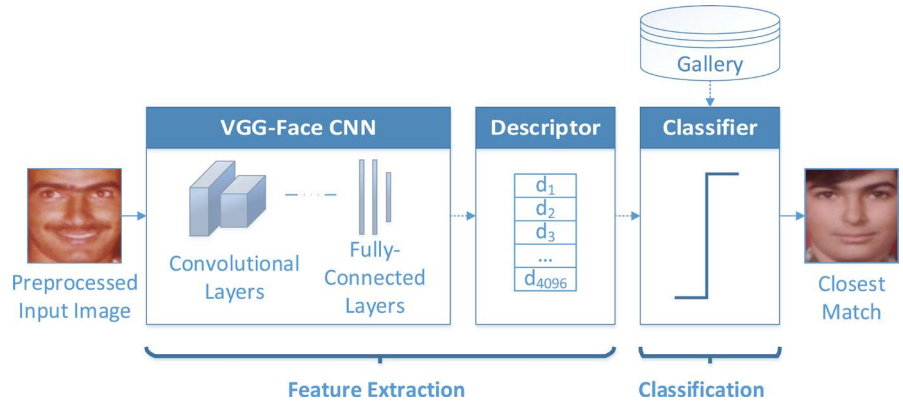 Gallery
VGG-Face CNN
Descriptor
Classifier
d1
d2
d3
...
d4096
Convolutional
Layers
Fully-
Connected
Layers
Preprocessed
Input Image
Closest
Match
Feature Extraction
Classification